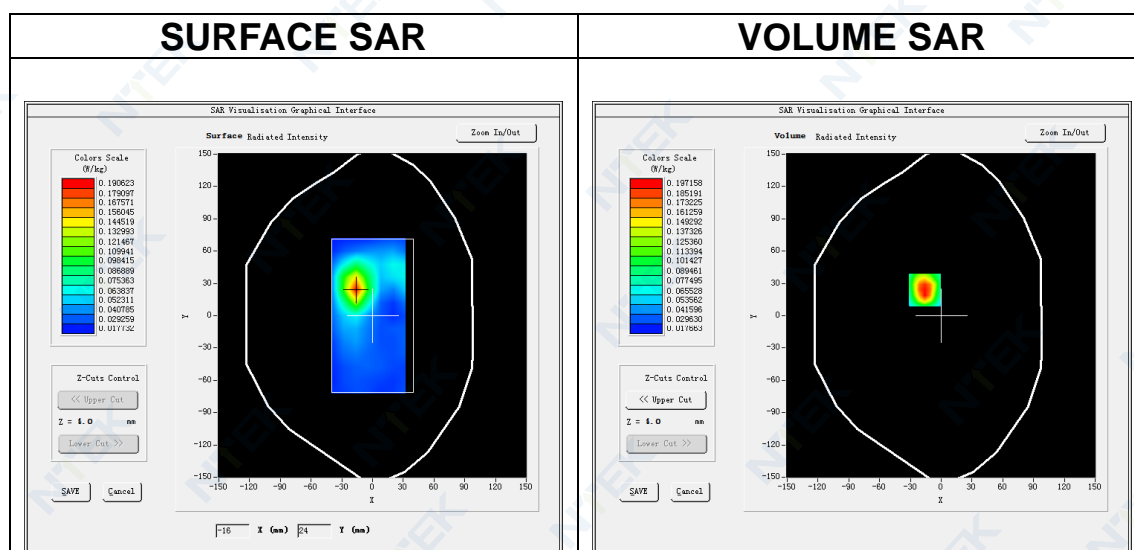 SURFACE SAR
VOLUME SAR
SAR Visualisation Graphical Interface
Surface Radiated Intensity
Zoom In/Out
Colors Scale
(W/kg)
0.190623
0.179097
0.167571
0.156045
0.144519
0.132993
0.121467
0.109941
0.098415
0.086889
0.075363
0.063837
0.052311
0.040785
0.029259
0.017732
Z-Cuts Control
<< Upper Cut
Z = mm
Lower Cut >>
SAVE
Cancel
150
120
90
60
30
0
-30
-60
-90
-120
-150
Y
-150 -120 -90 -60 -30 0 30 60 90 120 150
X
-16 X (mm) 24 Y (mm)
SAR Visualisation Graphical Interface
Volume Radiated Intensity
Zoom In/Out
Colors Scale
(W/kg)
0.197158
0.185191
0.173225
0.161259
0.149292
0.137326
0.125360
0.113394
0.101427
0.089461
0.077495
0.065528
0.053562
0.041596
0.029630
0.017663
Z-Cuts Control
<< Upper Cut
Z = mm
Lower Cut >>
SAVE
Cancel
150
120
90
60
30
0
-30
-60
-90
-120
-150
Y
-150 -120 -90 -60 -30 0 30 60 90 120 150
X
NTEK